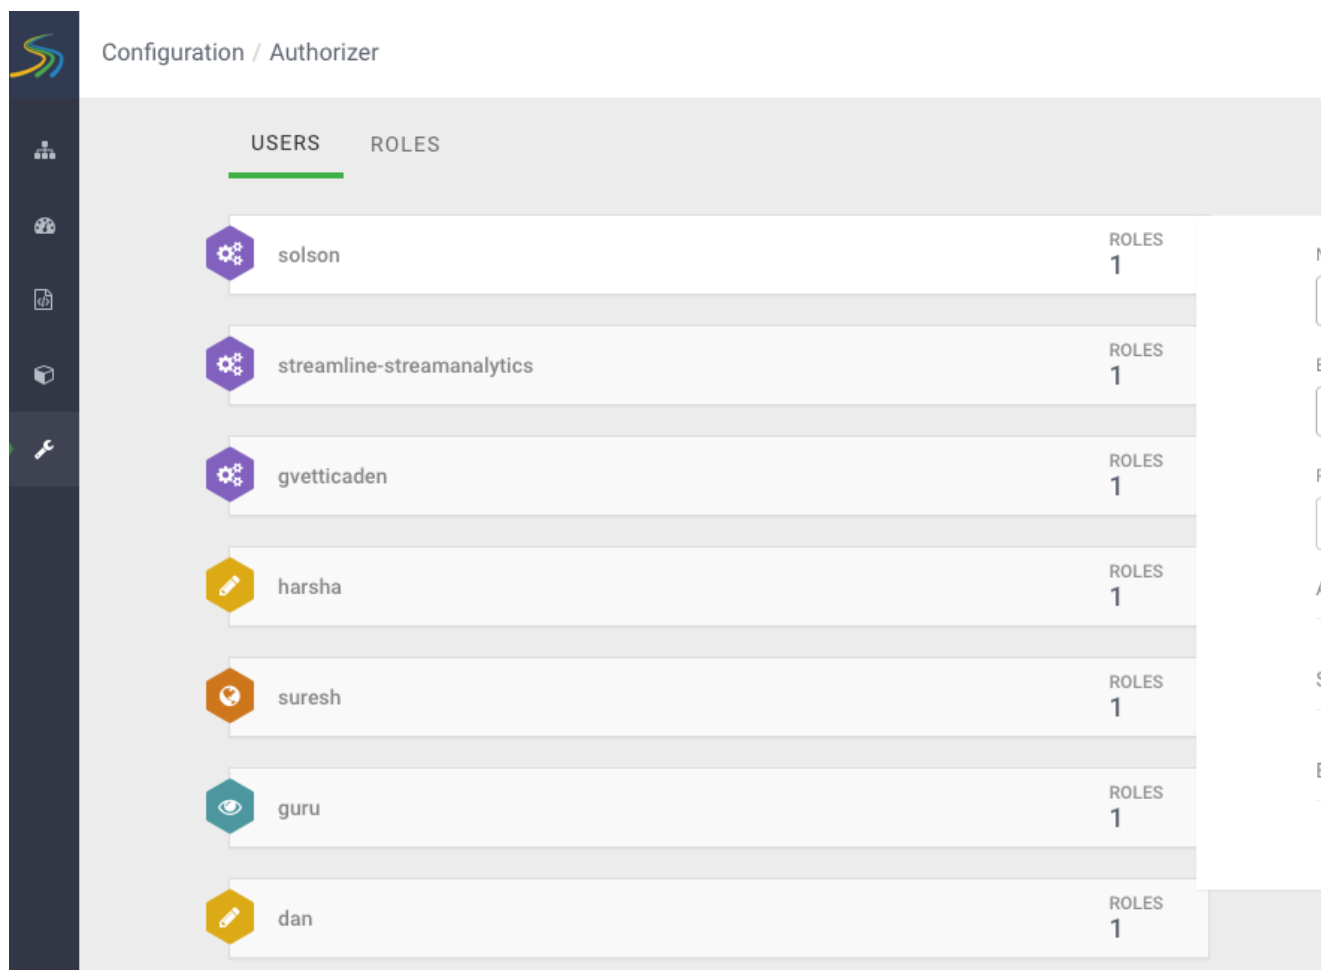 Configuration / Authorizer
USERS ROLES
solson ROLES
1
streamline-streamanalytics ROLES
1
gvetticaden ROLES
1
harsha ROLES
1
suresh ROLES
1
guru ROLES
1
dan ROLES
1